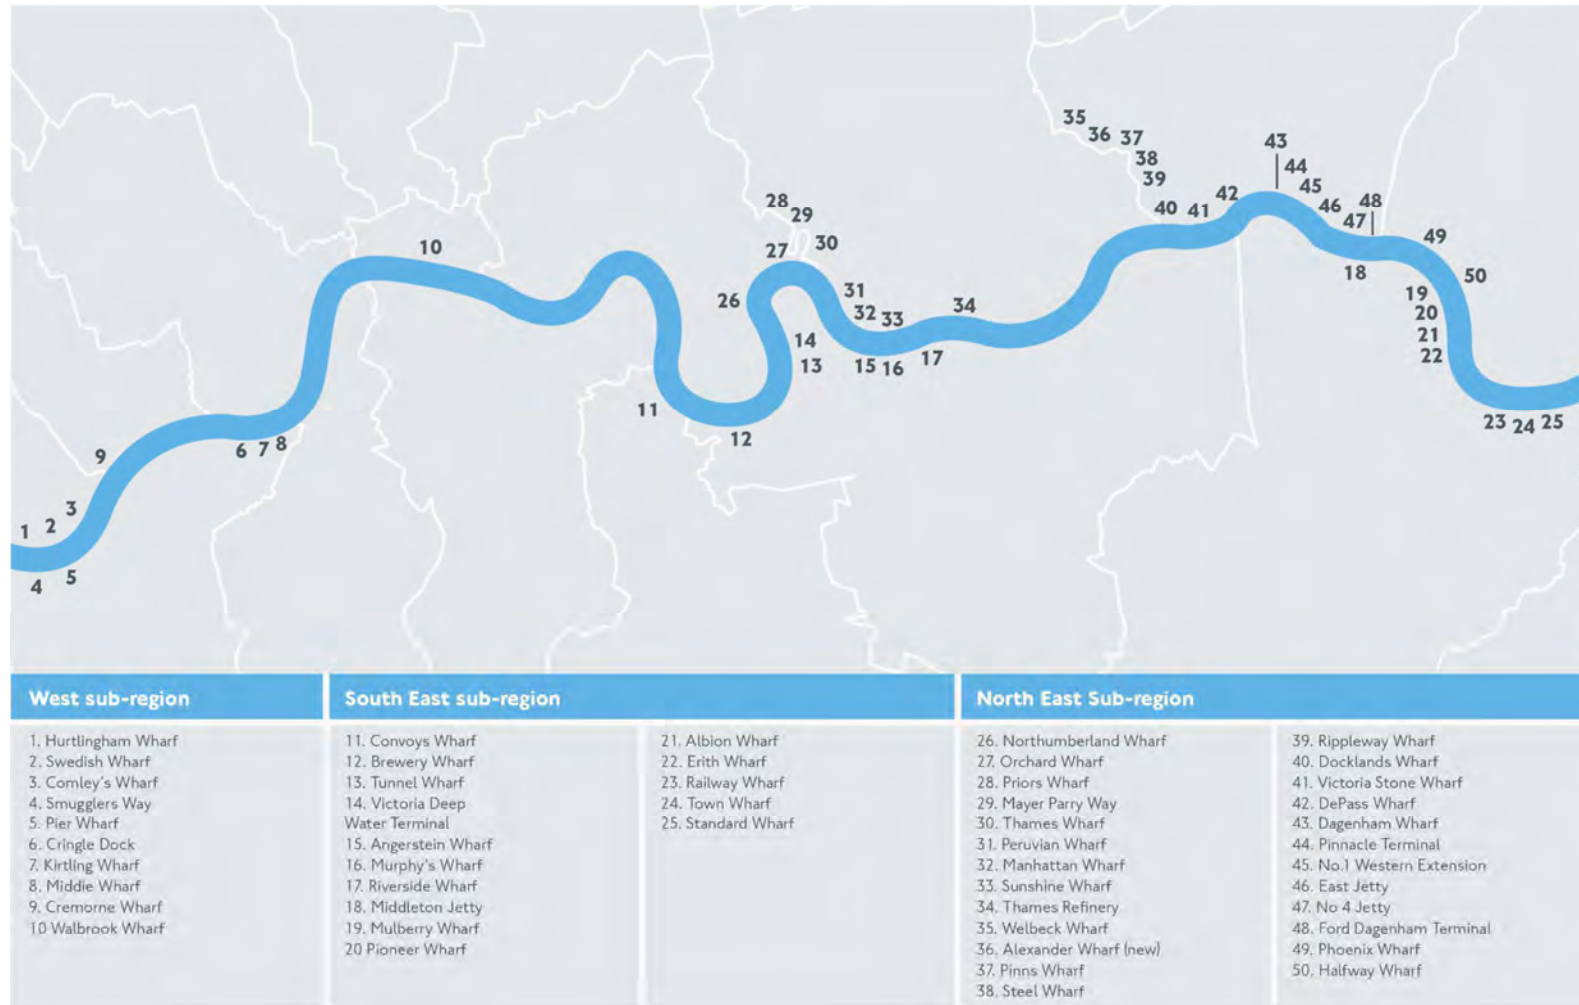 35
36
37
38
39
43
44
45
42
46
48
40
41
47
28
29
10
27
30
49
18
50
26
31
19
32
33
34
20
14
21
13
15
16
17
22
11
12
23
24
25
6
7
8
9
3
1
2
4
5
West sub-region
South East sub-region
North East Sub-region
1. Hurtlingham Wharf
2. Swedish Wharf
3. Comley's Wharf
4. Smugglers Way
5. Pier Wharf
6. Cringle Dock
7. Kirtling Wharf
8. Middie Wharf
9. Cremorne Wharf
10 Walbrook Wharf
11. Convoys Wharf
12. Brewery Wharf
13. Tunnel Wharf
14. Victoria Deep
Water Terminal
15. Angerstein Wharf
16. Murphy's Wharf
17. Riverside Wharf
18. Middleton Jetty
19. Mulberry Wharf
20 Pioneer Wharf
21. Albion Wharf
22. Erith Wharf
23. Railway Wharf
24. Town Wharf
25. Standard Wharf
26. Northumberland Wharf
27. Orchard Wharf
28. Priors Wharf
29. Mayer Parry Way
30. Thames Wharf
31. Peruvian Wharf
32. Manhattan Wharf
33. Sunshine Wharf
34. Thames Refinery
35. Welbeck Wharf
36. Alexander Wharf (new)
37. Pinns Wharf
38. Steel Wharf
39. Rippleway Wharf
40. Docklands Wharf
41. Victoria Stone Wharf
42. DePass Wharf
43. Dagenham Wharf
44. Pinnacle Terminal
45. No.1 Western Extension
46. East Jetty
47. No 4 Jetty
48. Ford Dagenham Terminal
49. Phoenix Wharf
50. Halfway Wharf